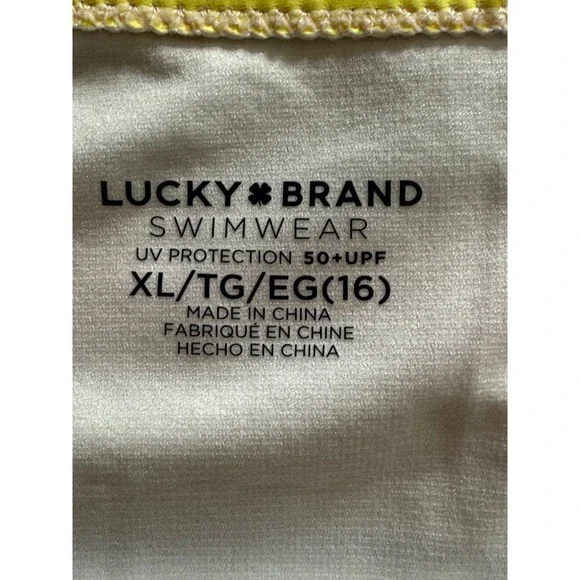 LUCKY BRAND
SWIMWEAR
UV PROTECTION 50+UPF
XL/TG/EG(16)
MADE IN CHINA
FABRIQUÉ EN CHINE
HECHO EN CHINA